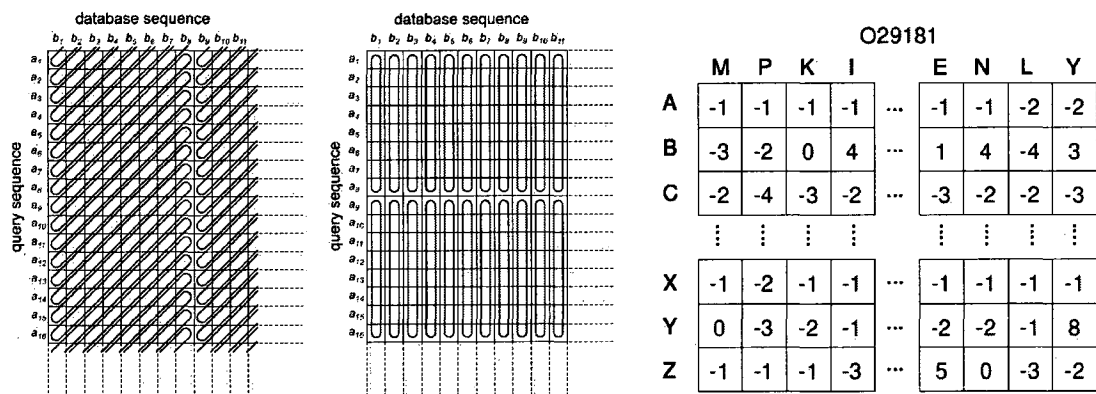 database sequence
b1 b2 b3 b4 b5 b6 b7 b8 b9 b10 b11
query sequence
a1
a2
a3
a4
a5
a6
a7
a8
a9
a10
a11
a12
a13
a14
a15
a16
database sequence
b1 b2 b3 b4 b5 b6 b7 b8 b9 b10 b11
query sequence
a1
a2
a3
a4
a5
a6
a7
a8
a9
a10
a11
a12
a13
a14
a15
a16
O29181
M P K I E N L Y
A -1 -1 -1 -1 ... -1 -1 -2 -2
B -3 -2 0 4 ... 1 4 -4 3
C -2 -4 -3 -2 ... -3 -2 -2 -3
X -1 -2 -1 -1 ... -1 -1 -1 -1
Y 0 -3 -2 -1 ... -2 -2 -1 8
Z -1 -1 -1 -3 ... 5 0 -3 -2